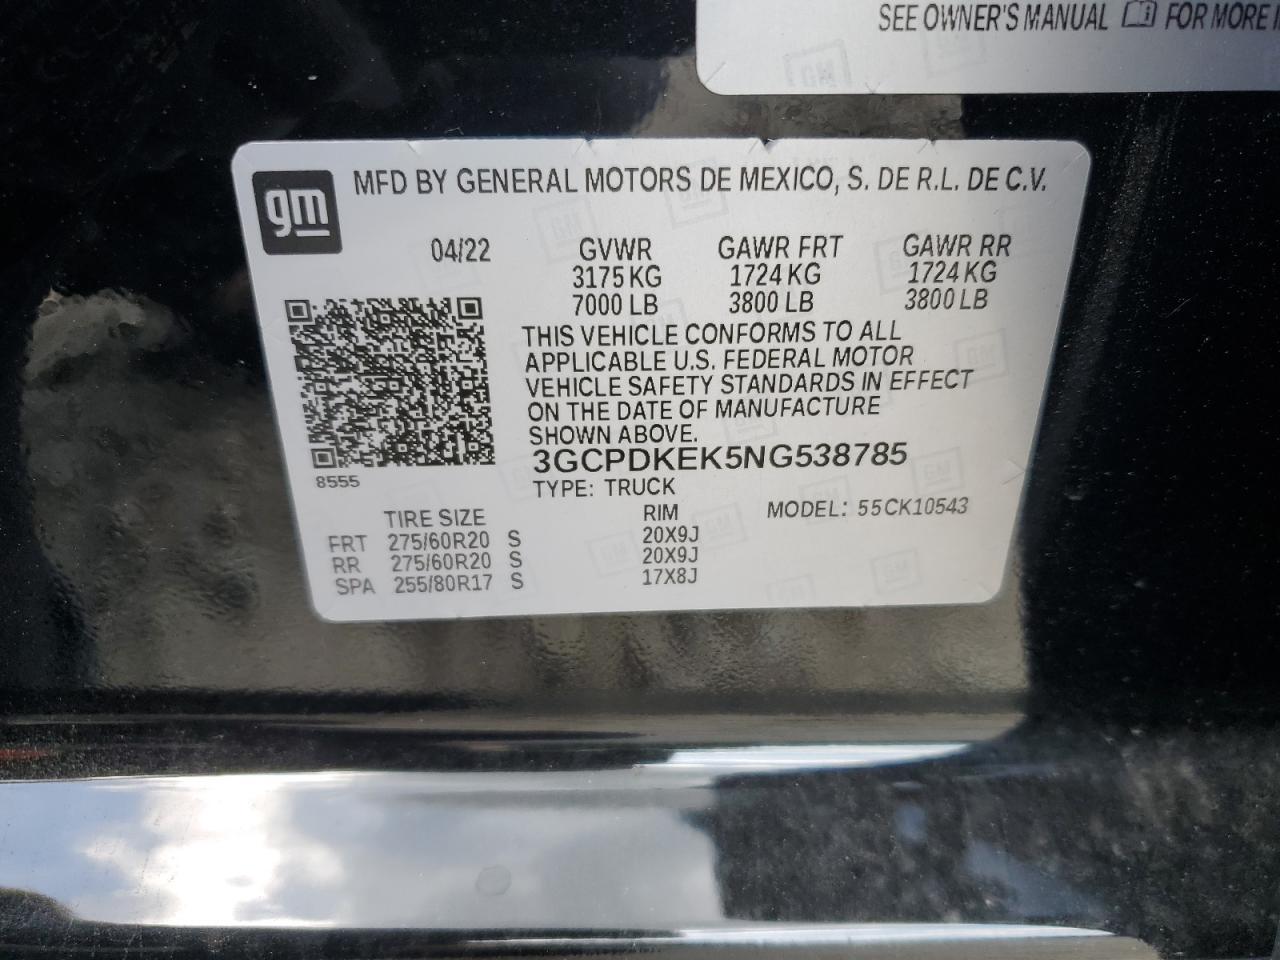 SEE OWNER'S MANUAL FOR MORE
gm
MFD BY GENERAL MOTORS DE MEXICO, S. DE R.L. DE C.V.
04/22 GVWR GAWR FRT GAWR RR
3175 KG 1724 KG 1724 KG
7000 LB 3800 LB 3800 LB
THIS VEHICLE CONFORMS TO ALL
APPLICABLE U.S. FEDERAL MOTOR
VEHICLE SAFETY STANDARDS IN EFFECT
ON THE DATE OF MANUFACTURE
SHOWN ABOVE.
3GCPDKEK5NG538785
8555
TYPE: TRUCK
MODEL: 55CK10543
TIRE SIZE RIM
FRT 275/60R20 S 20X9J
RR 275/60R20 S 20X9J
SPA 255/80R17 S 17X8J